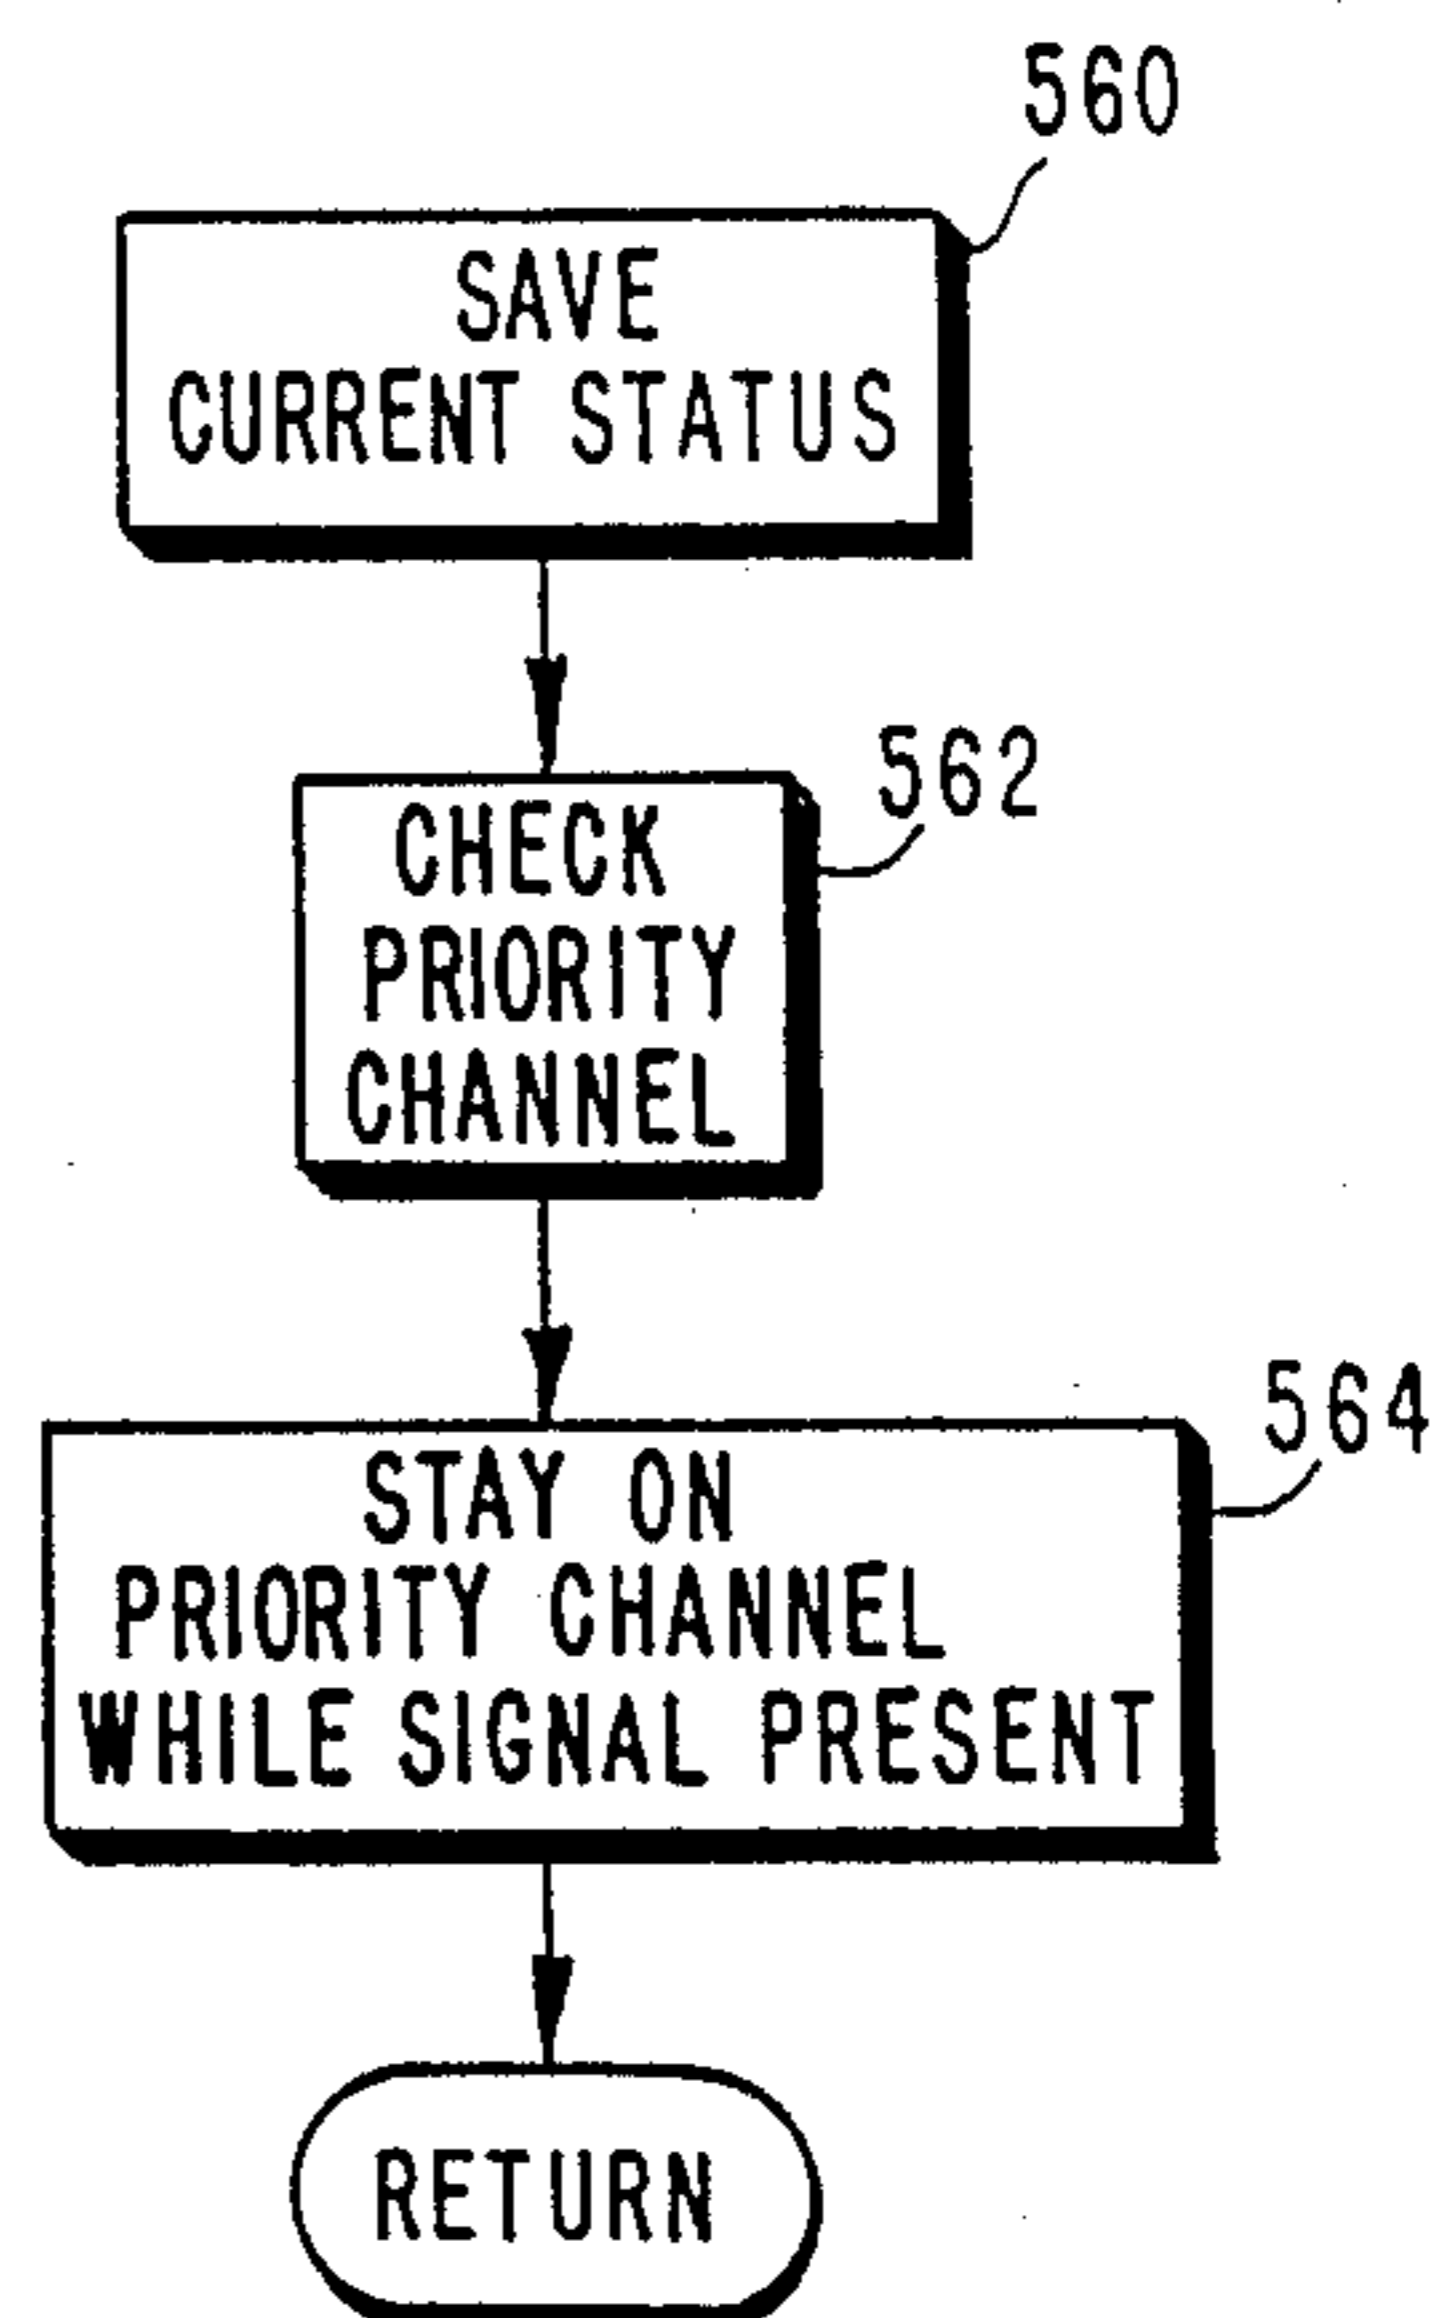 560
SAVE
CURRENT STATUS
562
CHECK
PRIORITY
CHANNEL
564
STAY ON
PRIORITY CHANNEL
WHILE SIGNAL PRESENT
RETURN